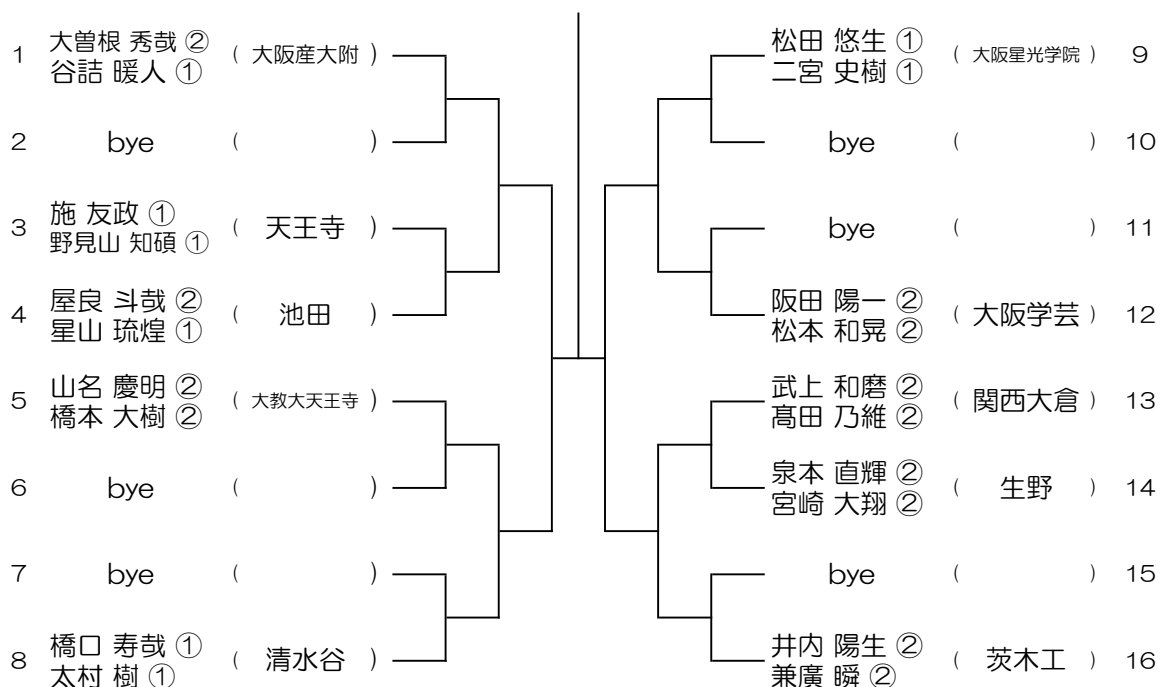 1 大曽根 秀哉 ② 谷詰 暖人 ① ( 大阪産大附 )
2 bye ( )
3 施 友政 ① 野見山 知碩 ① ( 天王寺 )
4 屋良 斗哉 ② 星山 琉煌 ① ( 池田 )
5 山名 慶明 ② 橋本 大樹 ② ( 大教大天王寺 )
6 bye ( )
7 bye ( )
8 橋口 寿哉 ① 太村 樹 ① ( 清水谷 )
松田 悠生 ① 二宮 史樹 ① ( 大阪星光学院 ) 9
bye ( ) 10
bye ( ) 11
阪田 陽一 ② 松本 和晃 ② ( 大阪学芸 ) 12
武上 和磨 ② 髙田 乃維 ② ( 関西大倉 ) 13
泉本 直輝 ② 宮崎 大翔 ② ( 生野 ) 14
bye ( ) 15
井内 陽生 ② 兼廣 瞬 ② ( 茨木工 ) 16